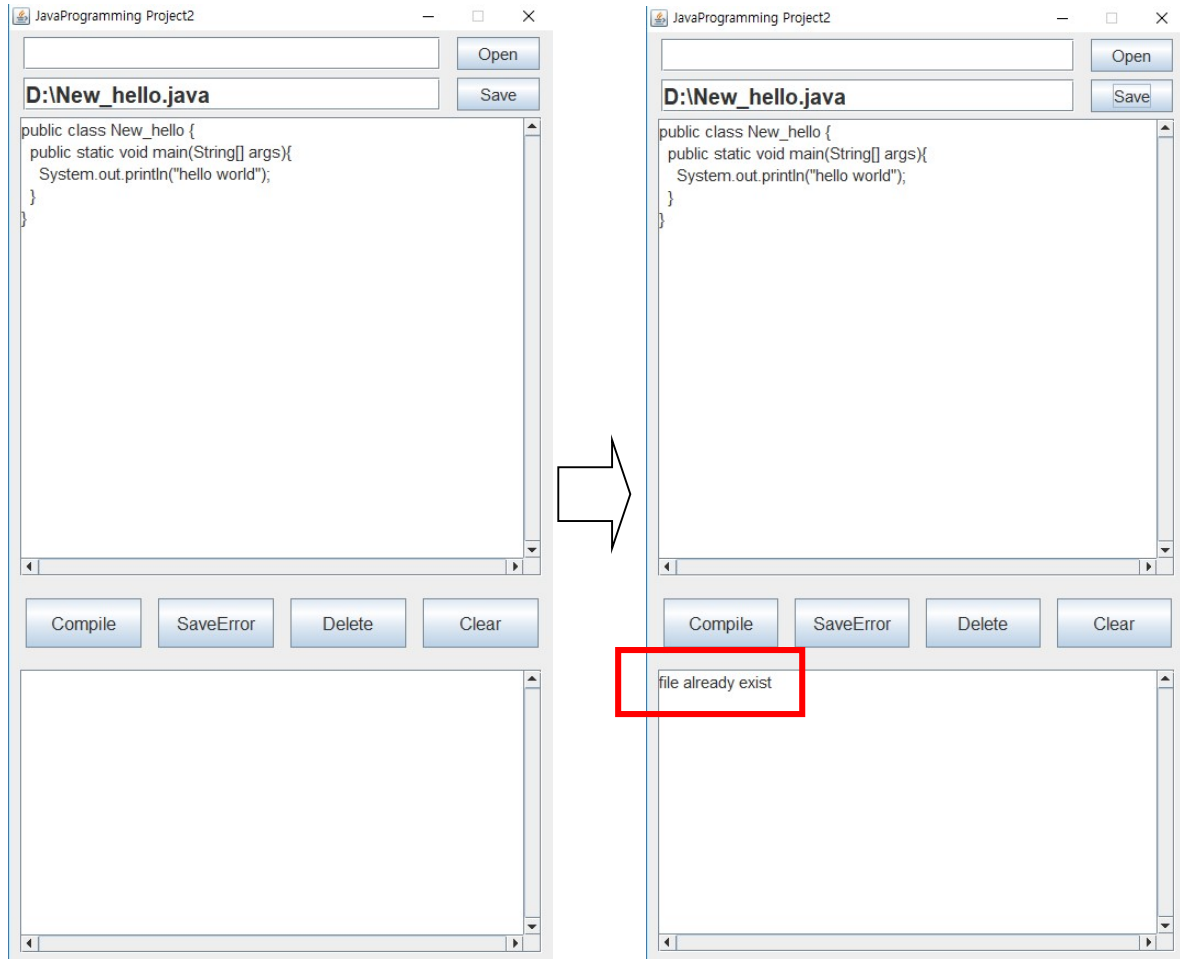 JavaProgramming Project2
Open
D:\New_hello.java
Save
public class New_hello {
public static void main(String[] args){
System.out.println("hello world");
}
}
Compile
SaveError
Delete
Clear
JavaProgramming Project2
Open
D:\New_hello.java
Save
public class New_hello {
public static void main(String[] args){
System.out.println("hello world");
}
}
Compile
SaveError
Delete
Clear
file already exist